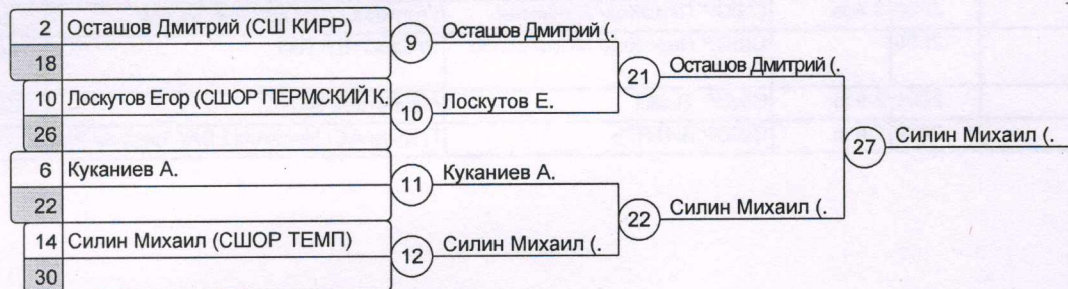 2 Осташов Дмитрий (СШ КИРР)
18
9 Осташов Дмитрий (.
10 Лоскутов Егор (СШОР ПЕРМСКИЙ К.
26
10 Лоскутов Е.
21 Осташов Дмитрий (.
6 Куканиев А.
22
11 Куканиев А.
14 Силин Михаил (СШОР ТЕМП)
30
12 Силин Михаил (.
22 Силин Михаил (.
27 Силин Михаил (.